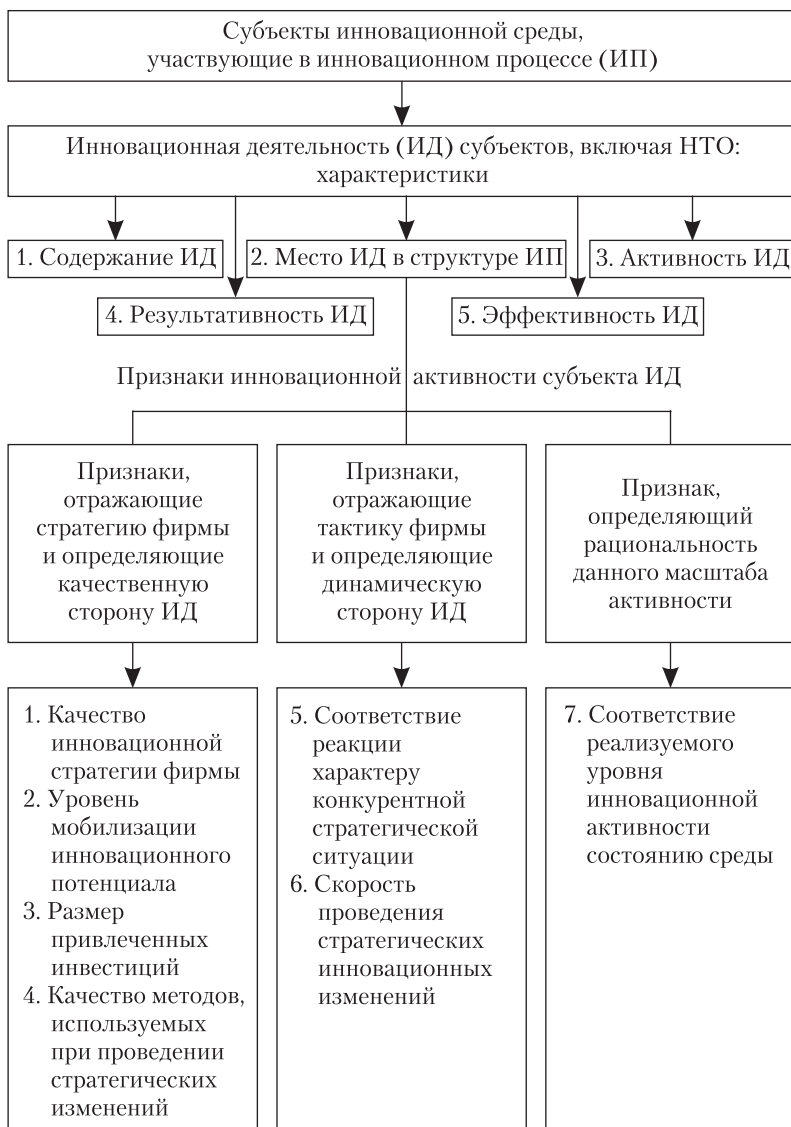 Субъекты инновационной среды,
участвующие в инновационном процессе (ИП)
Инновационная деятельность (ИД) субъектов, включая НТО:
характеристики
1. Содержание ИД
2. Место ИД в структуре ИП
3. Активность ИД
4. Результативность ИД
5. Эффективность ИД
Признаки инновационной активности субъекта ИД
Признаки,
отражающие
стратегию фирмы
и определяющие
качественную
сторону ИД
Признаки,
отражающие
тактику фирмы
и определяющие
динамическую
сторону ИД
Признак,
определяющий
рациональность
данного масштаба
активности
1. Качество
инновационной
стратегии фирмы
2. Уровень
мобилизации
инновационного
потенциала
3. Размер
привлеченных
инвестиций
4. Качество методов,
используемых
при проведении
стратегических
изменений
5. Соответствие
реакции
характеру
конкурентной
стратегической
ситуации
6. Скорость
проведения
стратегических
инновационных
изменений
7. Соответствие
реализуемого
уровня
инновационной
активности
состоянию среды